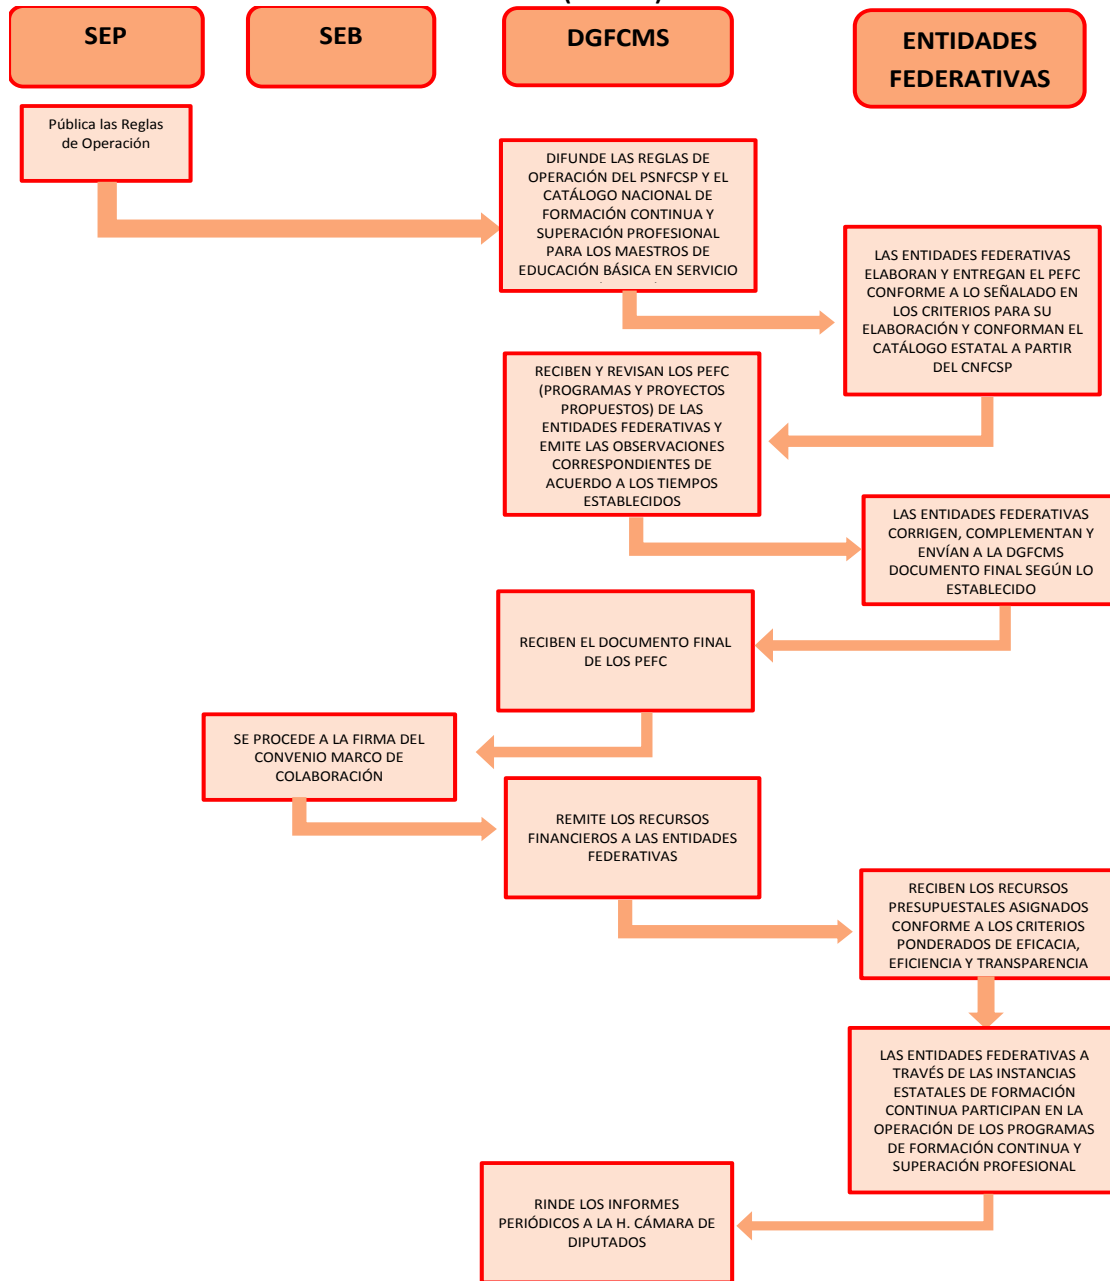 SEP
SEB
DGFCMS
ENTIDADES
FEDERATIVAS
Pública las Reglas
de Operación
DIFUNDE LAS REGLAS DE
OPERACIÓN DEL PSNFCSP Y EL
CATÁLOGO NACIONAL DE
FORMACIÓN CONTINUA Y
SUPERACIÓN PROFESIONAL
PARA LOS MAESTROS DE
EDUCACIÓN BÁSICA EN SERVICIO
LAS ENTIDADES FEDERATIVAS
ELABORAN Y ENTREGAN EL PEFC
CONFORME A LO SEÑALADO EN
LOS CRITERIOS PARA SU
ELABORACIÓN Y CONFORMAN EL
CATÁLOGO ESTATAL A PARTIR
DEL CNFCSP
RECIBEN Y REVISAN LOS PEFC
(PROGRAMAS Y PROYECTOS
PROPUESTOS) DE LAS
ENTIDADES FEDERATIVAS Y
EMITE LAS OBSERVACIONES
CORRESPONDIENTES DE
ACUERDO A LOS TIEMPOS
ESTABLECIDOS
LAS ENTIDADES FEDERATIVAS
CORRIGEN, COMPLEMENTAN Y
ENVÍAN A LA DGFCMS
DOCUMENTO FINAL SEGÚN LO
ESTABLECIDO
RECIBEN EL DOCUMENTO FINAL
DE LOS PEFC
SE PROCEDE A LA FIRMA DEL
CONVENIO MARCO DE
COLABORACIÓN
REMITE LOS RECURSOS
FINANCIEROS A LAS ENTIDADES
FEDERATIVAS
RECIBEN LOS RECURSOS
PRESUPUESTALES ASIGNADOS
CONFORME A LOS CRITERIOS
PONDERADOS DE EFICACIA,
EFICIENCIA Y TRANSPARENCIA
LAS ENTIDADES FEDERATIVAS A
TRAVÉS DE LAS INSTANCIAS
ESTATALES DE FORMACIÓN
CONTINUA PARTICIPAN EN LA
OPERACIÓN DE LOS PROGRAMAS
DE FORMACIÓN CONTINUA Y
SUPERACIÓN PROFESIONAL
RINDE LOS INFORMES
PERIÓDICOS A LA H. CÁMARA DE
DIPUTADOS